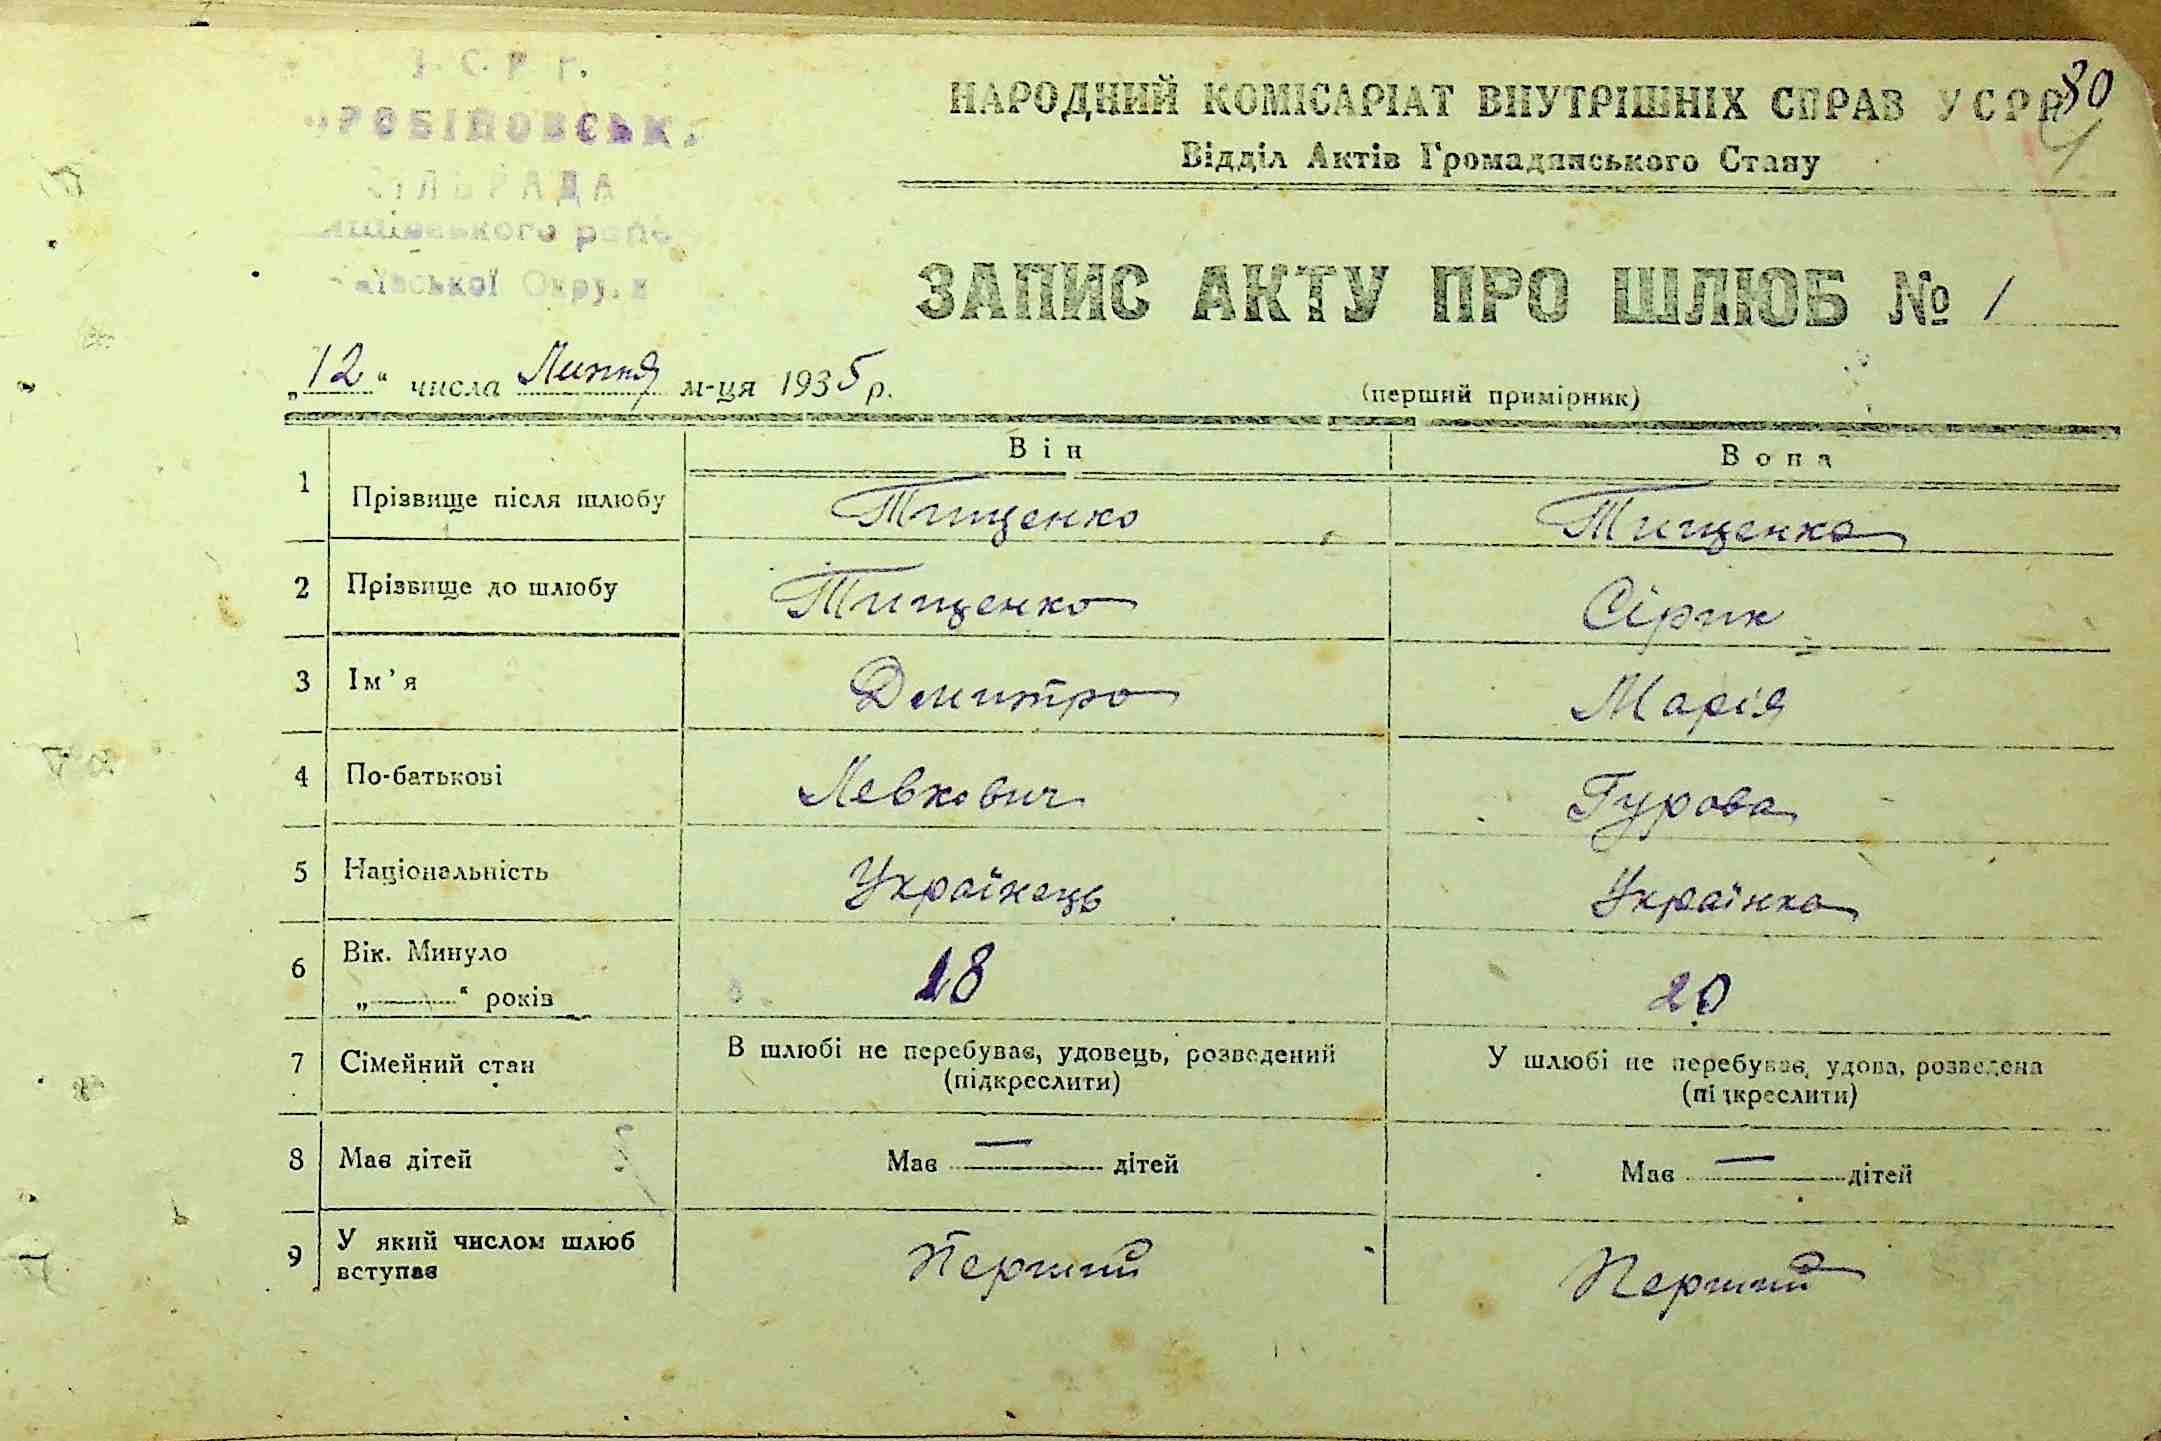 80
НАРОДНИЙ КОМІСАРІАТ ВНУТРІШНІХ СПРАВ УСРР
Відділ Актів Громадянського Стану
СІЛЬРАДА
ЗАПИС АКТУ ПРО ШЛЮБ № 1
„12“ числа Липня м-ця 1935 р.
(перший примірник)
Він Вона
1 Прізвище після шлюбу Тищенко Тищенко
2 Прізвище до шлюбу Тищенко Сірик
3 Ім'я Дмитро Марія
4 По-батькові Левкович Гурова
5 Національність Українець Українка
6 Вік. Минуло „——“ років 18 20
7 Сімейний стан В шлюбі не перебуває, удовець, розведений (підкреслити) У шлюбі не перебуває, удова, розведена (підкреслити)
8 Має дітей Має — дітей Має — дітей
9 У який числом шлюб вступає Перший Перший